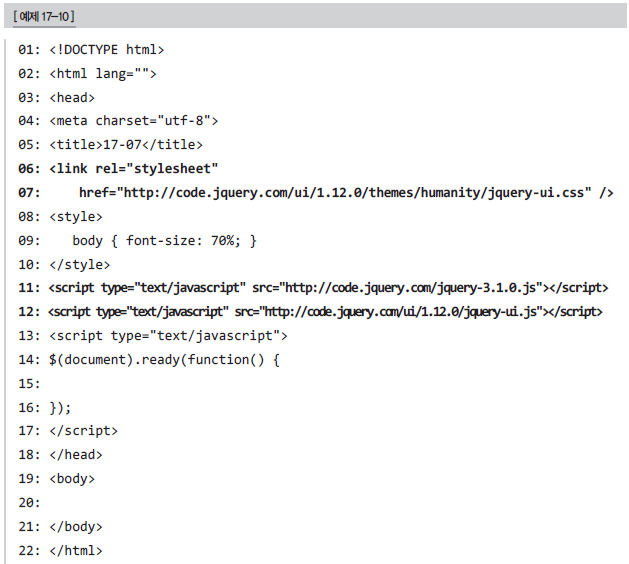 [ 예제 17-10 ]
01: <!DOCTYPE html>
02: <html lang="">
03: <head>
04: <meta charset="utf-8">
05: <title>17-07</title>
06: <link rel="stylesheet"
07:     href="http://code.jquery.com/ui/1.12.0/themes/humanity/jquery-ui.css" />
08: <style>
09:    body { font-size: 70%; }
10: </style>
11: <script type="text/javascript" src="http://code.jquery.com/jquery-3.1.0.js"></script>
12: <script type="text/javascript" src="http://code.jquery.com/ui/1.12.0/jquery-ui.js"></script>
13: <script type="text/javascript">
14: $(document).ready(function() {
15:
16: });
17: </script>
18: </head>
19: <body>
20:
21: </body>
22: </html>